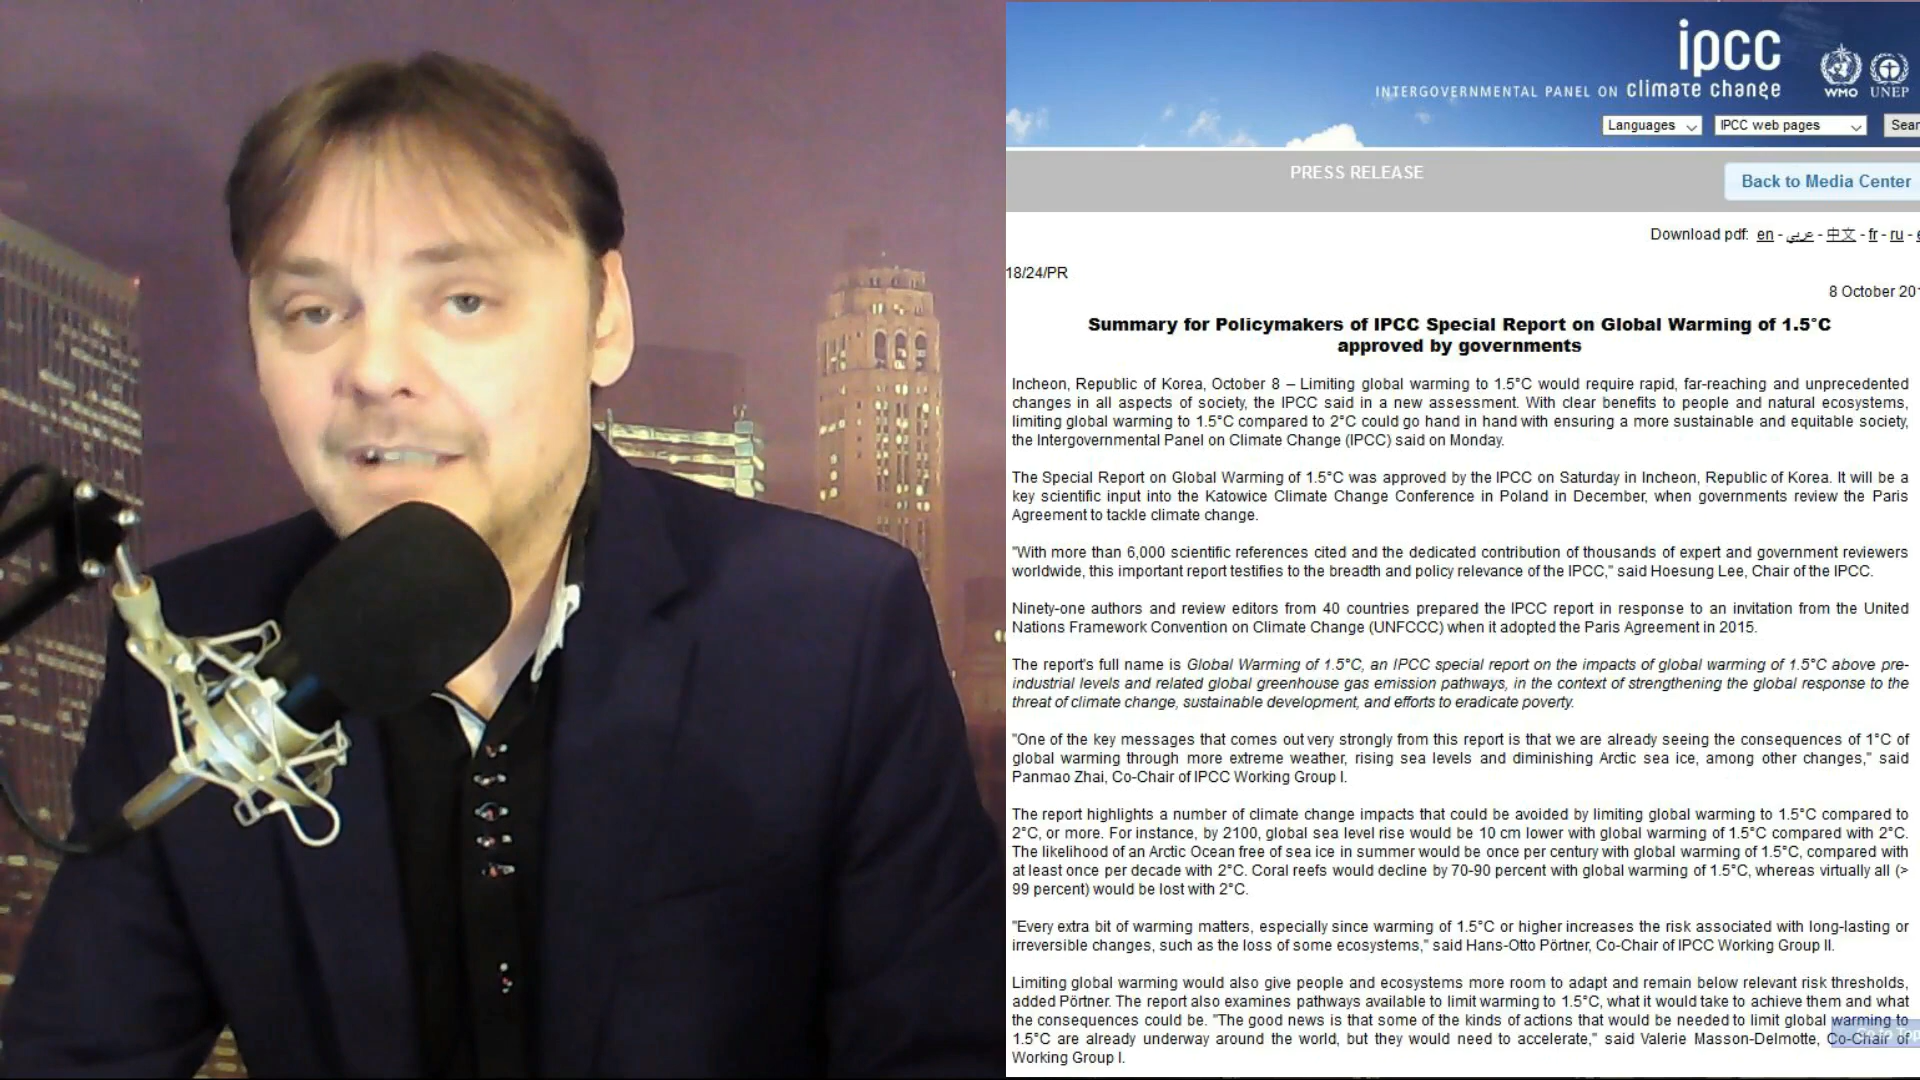 ipcc
INTERGOVERNMENTAL PANEL ON climate change
WMO UNEP
Languages IPCC web pages Sear
PRESS RELEASE
Back to Media Center
Download pdf: en - عربي - 中文 - fr - ru -
18/24/PR
8 October 201
Summary for Policymakers of IPCC Special Report on Global Warming of 1.5°C
approved by governments
Incheon, Republic of Korea, October 8 – Limiting global warming to 1.5°C would require rapid, far-reaching and unprecedented
changes in all aspects of society, the IPCC said in a new assessment. With clear benefits to people and natural ecosystems,
limiting global warming to 1.5°C compared to 2°C could go hand in hand with ensuring a more sustainable and equitable society,
the Intergovernmental Panel on Climate Change (IPCC) said on Monday.
The Special Report on Global Warming of 1.5°C was approved by the IPCC on Saturday in Incheon, Republic of Korea. It will be a
key scientific input into the Katowice Climate Change Conference in Poland in December, when governments review the Paris
Agreement to tackle climate change.
"With more than 6,000 scientific references cited and the dedicated contribution of thousands of expert and government reviewers
worldwide, this important report testifies to the breadth and policy relevance of the IPCC," said Hoesung Lee, Chair of the IPCC.
Ninety-one authors and review editors from 40 countries prepared the IPCC report in response to an invitation from the United
Nations Framework Convention on Climate Change (UNFCCC) when it adopted the Paris Agreement in 2015.
The report's full name is Global Warming of 1.5°C, an IPCC special report on the impacts of global warming of 1.5°C above pre-
industrial levels and related global greenhouse gas emission pathways, in the context of strengthening the global response to the
threat of climate change, sustainable development, and efforts to eradicate poverty.
"One of the key messages that comes out very strongly from this report is that we are already seeing the consequences of 1°C of
global warming through more extreme weather, rising sea levels and diminishing Arctic sea ice, among other changes," said
Panmao Zhai, Co-Chair of IPCC Working Group I.
The report highlights a number of climate change impacts that could be avoided by limiting global warming to 1.5°C compared to
2°C, or more. For instance, by 2100, global sea level rise would be 10 cm lower with global warming of 1.5°C compared with 2°C.
The likelihood of an Arctic Ocean free of sea ice in summer would be once per century with global warming of 1.5°C, compared with
at least once per decade with 2°C. Coral reefs would decline by 70-90 percent with global warming of 1.5°C, whereas virtually all (>
99 percent) would be lost with 2°C.
"Every extra bit of warming matters, especially since warming of 1.5°C or higher increases the risk associated with long-lasting or
irreversible changes, such as the loss of some ecosystems," said Hans-Otto Pörtner, Co-Chair of IPCC Working Group II.
Limiting global warming would also give people and ecosystems more room to adapt and remain below relevant risk thresholds,
added Pörtner. The report also examines pathways available to limit warming to 1.5°C, what it would take to achieve them and what
the consequences could be. "The good news is that some of the kinds of actions that would be needed to limit global warming to
1.5°C are already underway around the world, but they would need to accelerate," said Valerie Masson-Delmotte, Co-Chair of
Go to Top
Working Group I.